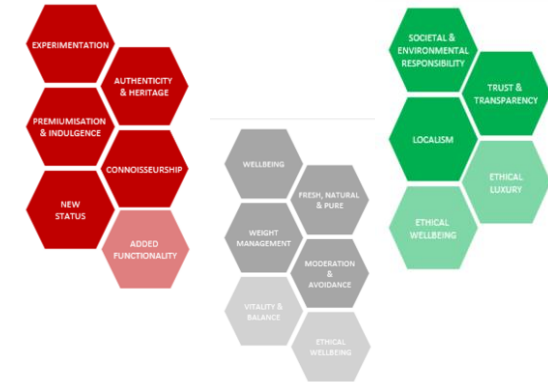 EXPERIMENTATION
AUTHENTICITY
& HERITAGE
PREMIUMISATION
& INDULGENCE
CONNOISSEURSHIP
NEW
STATUS
ADDED
FUNCTIONALITY
WELLBEING
FRESH, NATURAL
& PURE
WEIGHT
MANAGEMENT
MODERATION
&
AVOIDANCE
VITALITY &
BALANCE
ETHICAL
WELLBEING
SOCIETAL &
ENVIRONMENTAL
RESPONSIBILITY
TRUST &
TRANSPARENCY
LOCALISM
ETHICAL
LUXURY
ETHICAL
WELLBEING